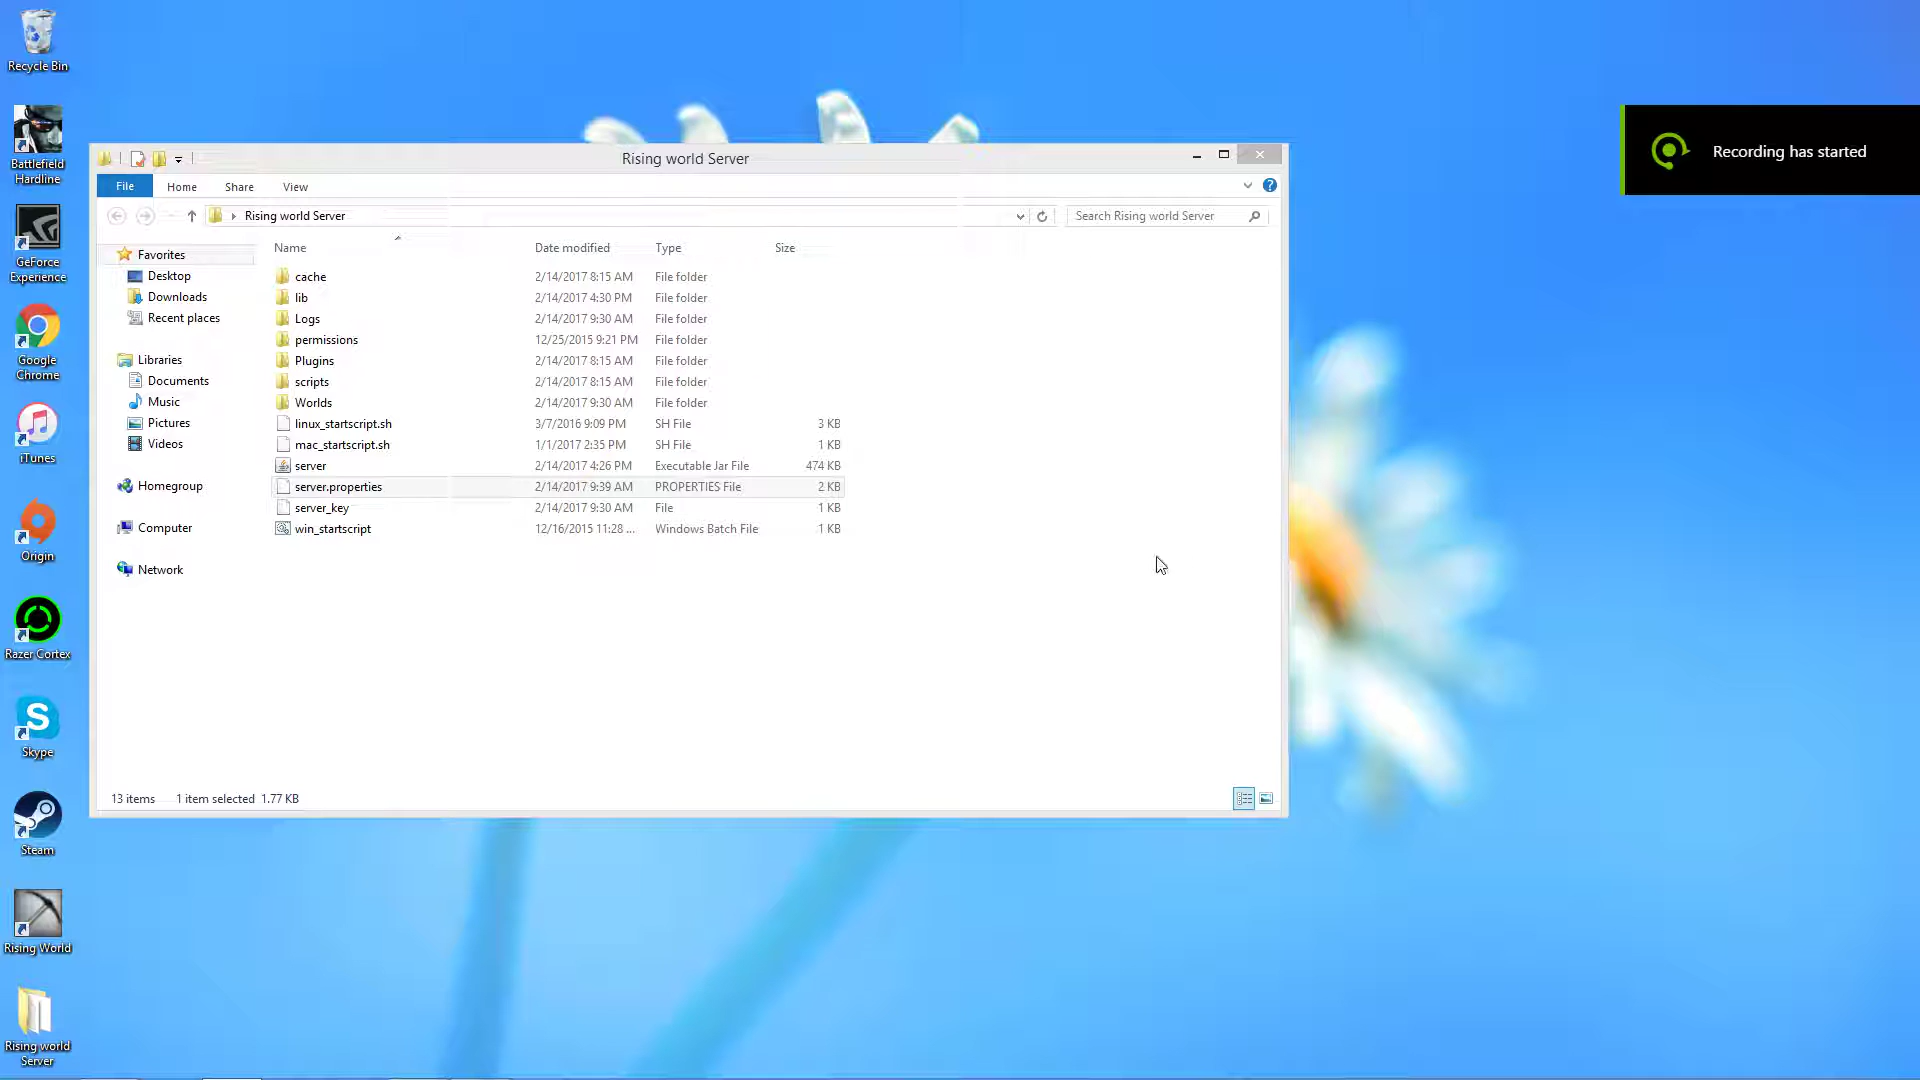 Recycle Bin
Battlefield
Hardline
GeForce
Experience
Google
Chrome
iTunes
Origin
Razer Cortex
Skype
Steam
Rising World
Rising world
Server
Rising world Server
File Home Share View
Rising world Server
Search Rising world Server
Favorites
Desktop
Downloads
Recent places
Libraries
Documents
Music
Pictures
Videos
Homegroup
Computer
Network
Name Date modified Type Size
cache 2/14/2017 8:15 AM File folder
lib 2/14/2017 4:30 PM File folder
Logs 2/14/2017 9:30 AM File folder
permissions 12/25/2015 9:21 PM File folder
Plugins 2/14/2017 8:15 AM File folder
scripts 2/14/2017 8:15 AM File folder
Worlds 2/14/2017 9:30 AM File folder
linux_startscript.sh 3/7/2016 9:09 PM SH File 3 KB
mac_startscript.sh 1/1/2017 2:35 PM SH File 1 KB
server 2/14/2017 4:26 PM Executable Jar File 474 KB
server.properties 2/14/2017 9:39 AM PROPERTIES File 2 KB
server_key 2/14/2017 9:30 AM File 1 KB
win_startscript 12/16/2015 11:28 ... Windows Batch File 1 KB
13 items 1 item selected 1.77 KB
Recording has started